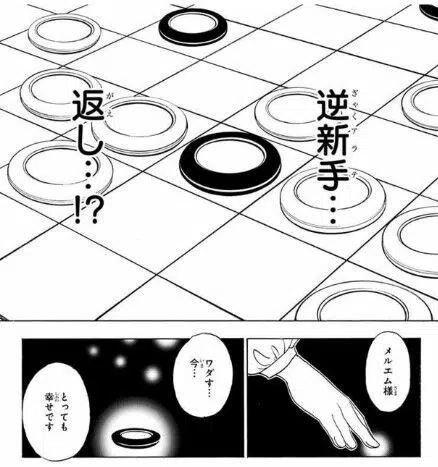 逆新手…
返し…!?
メルエム様
ワダす…
今…
とっても
幸せです